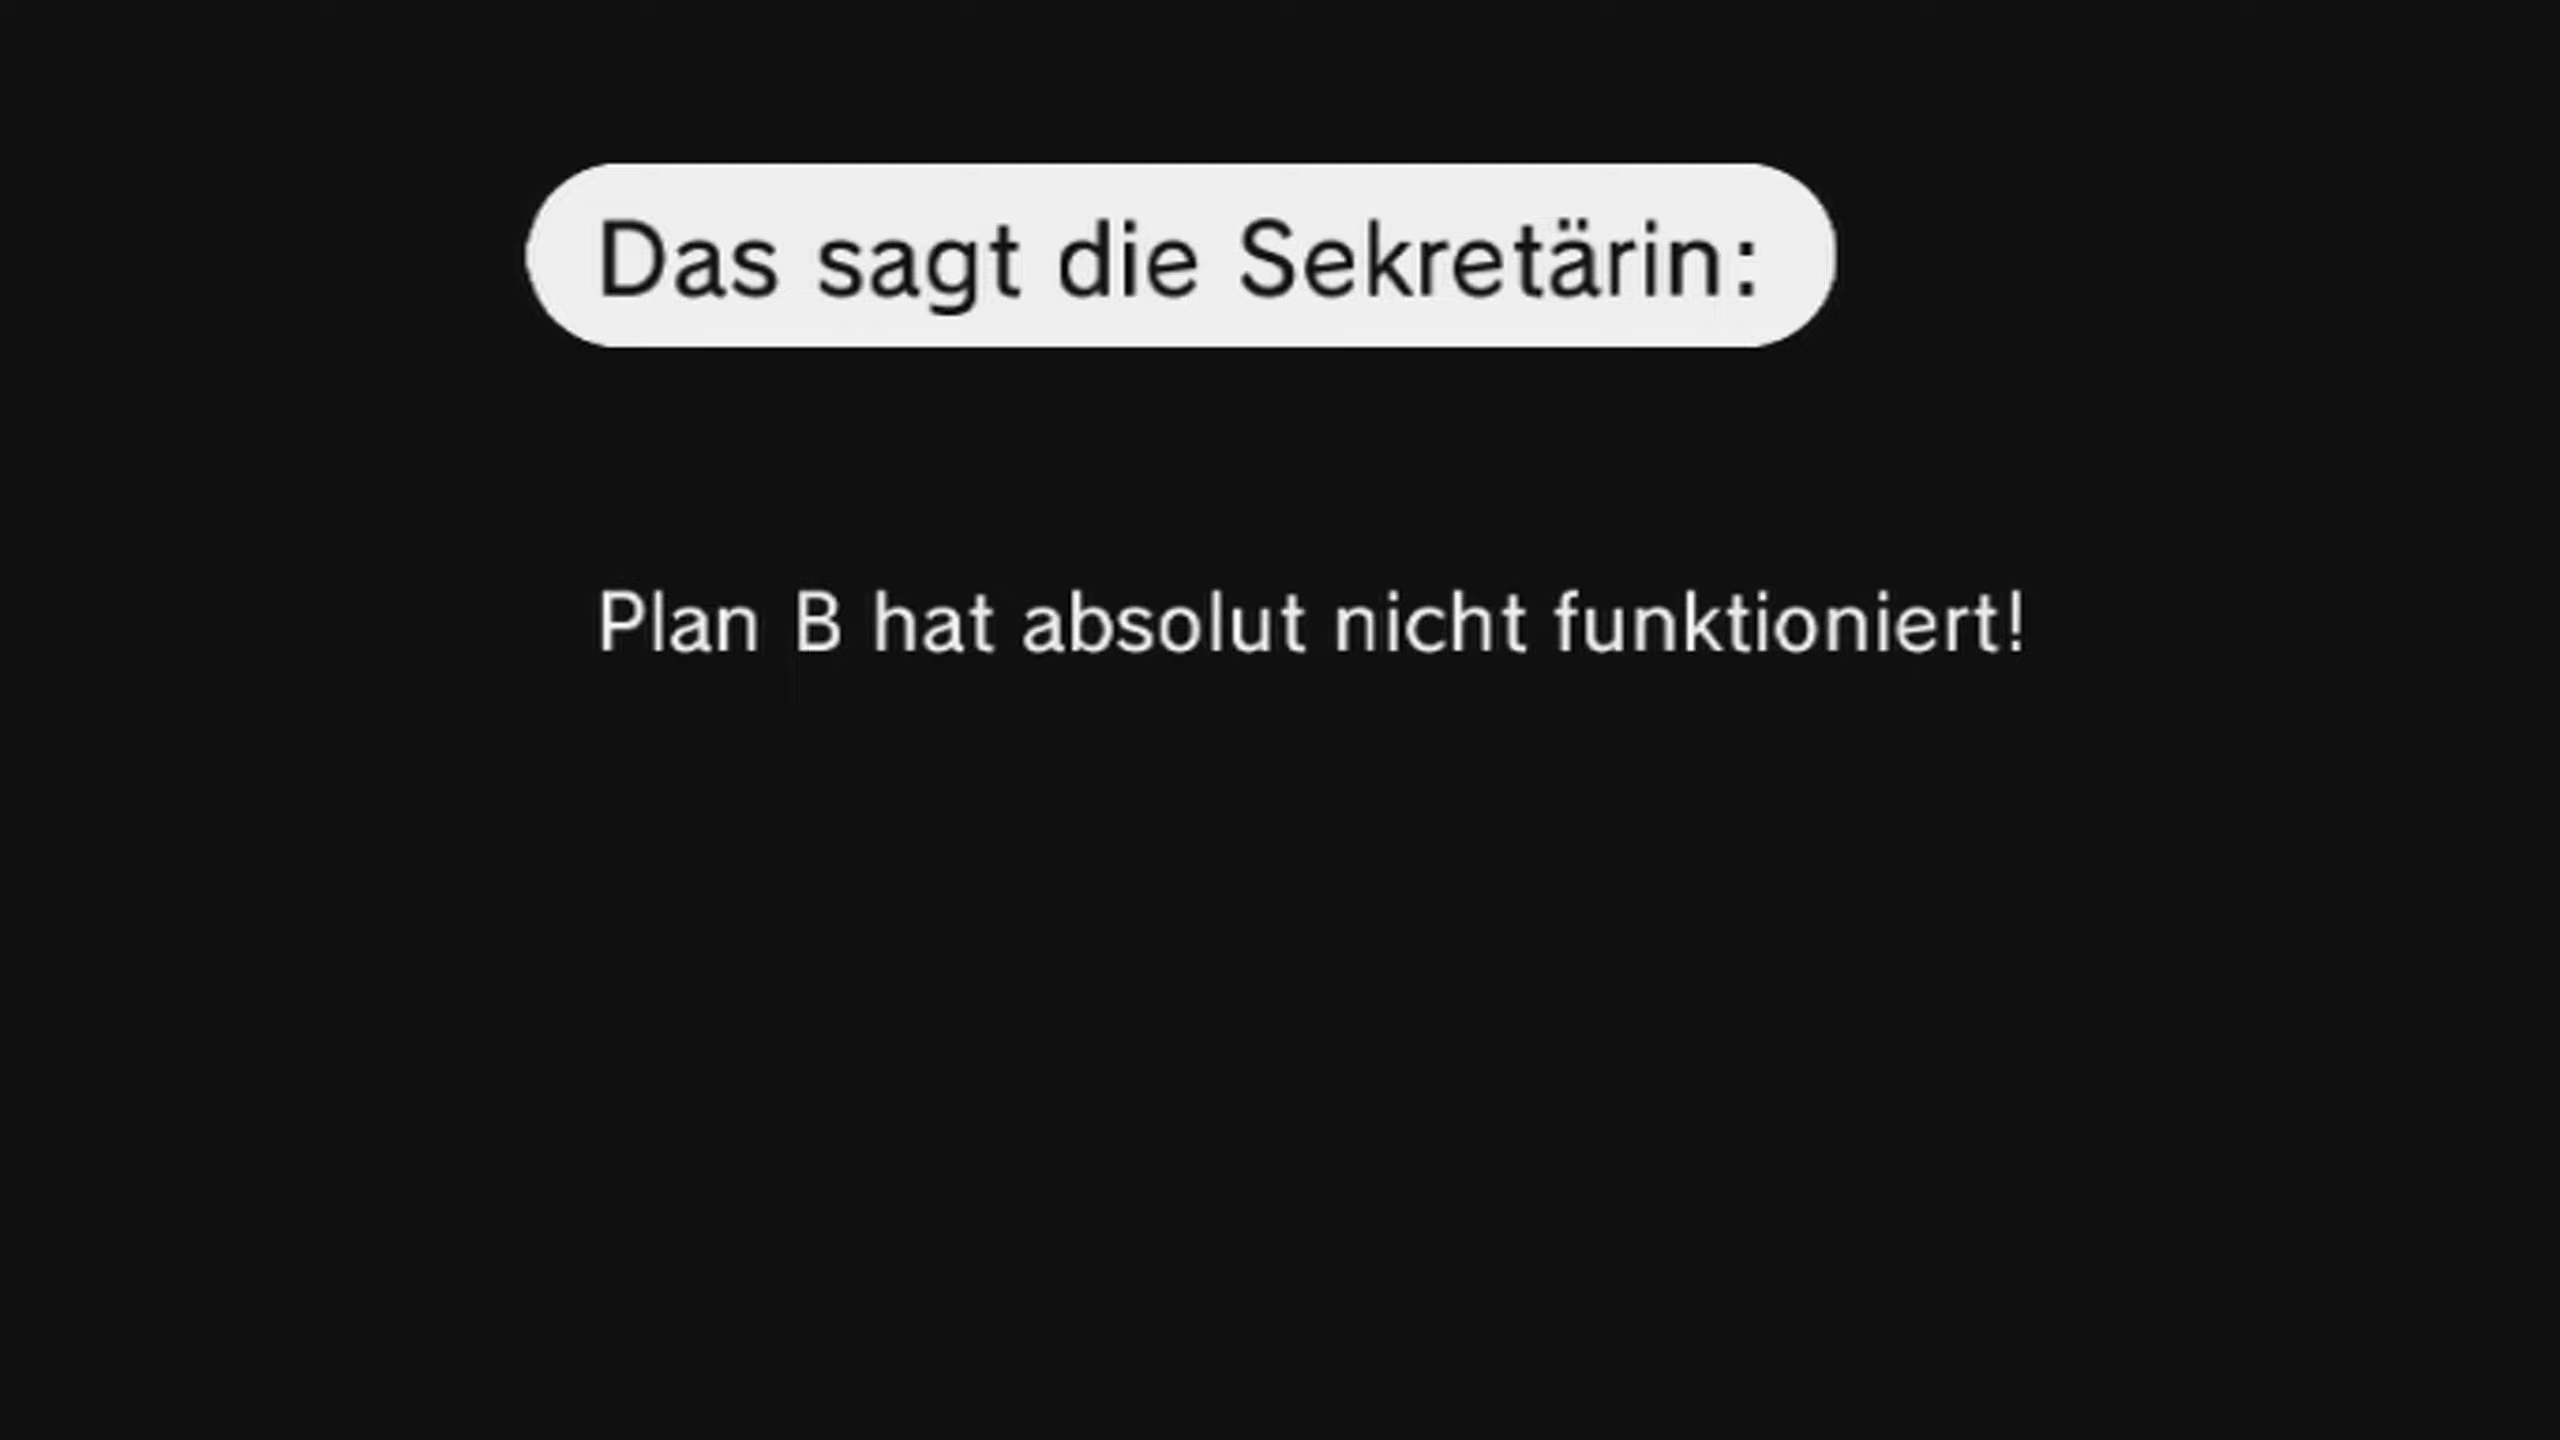 Das sagt die Sekretärin:
Plan B hat absolut nicht funktioniert!